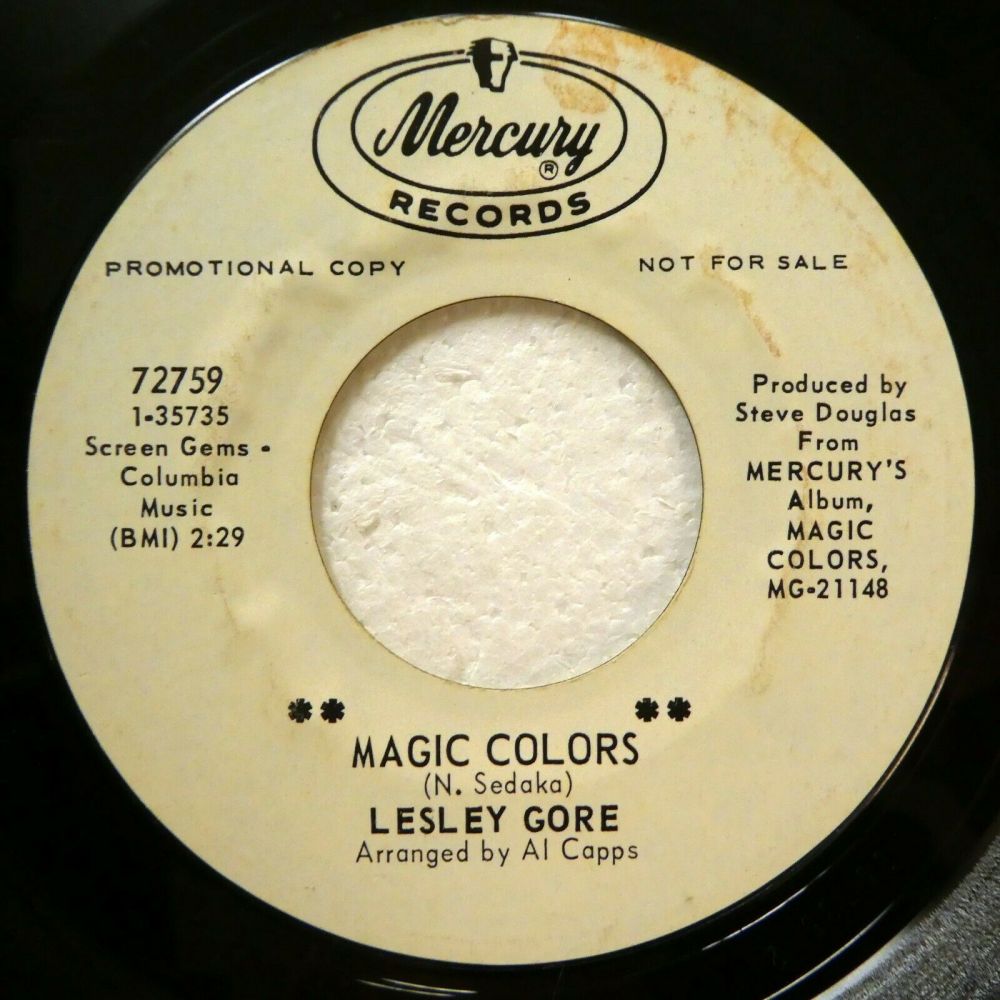 Mercury
®
RECORDS
PROMOTIONAL COPY
NOT FOR SALE
72759
1-35735
Screen Gems -
Columbia
Music
(BMI) 2:29
Produced by
Steve Douglas
From
MERCURY'S
Album,
MAGIC
COLORS,
MG-21148
** **
MAGIC COLORS
(N. Sedaka)
LESLEY GORE
Arranged by Al Capps